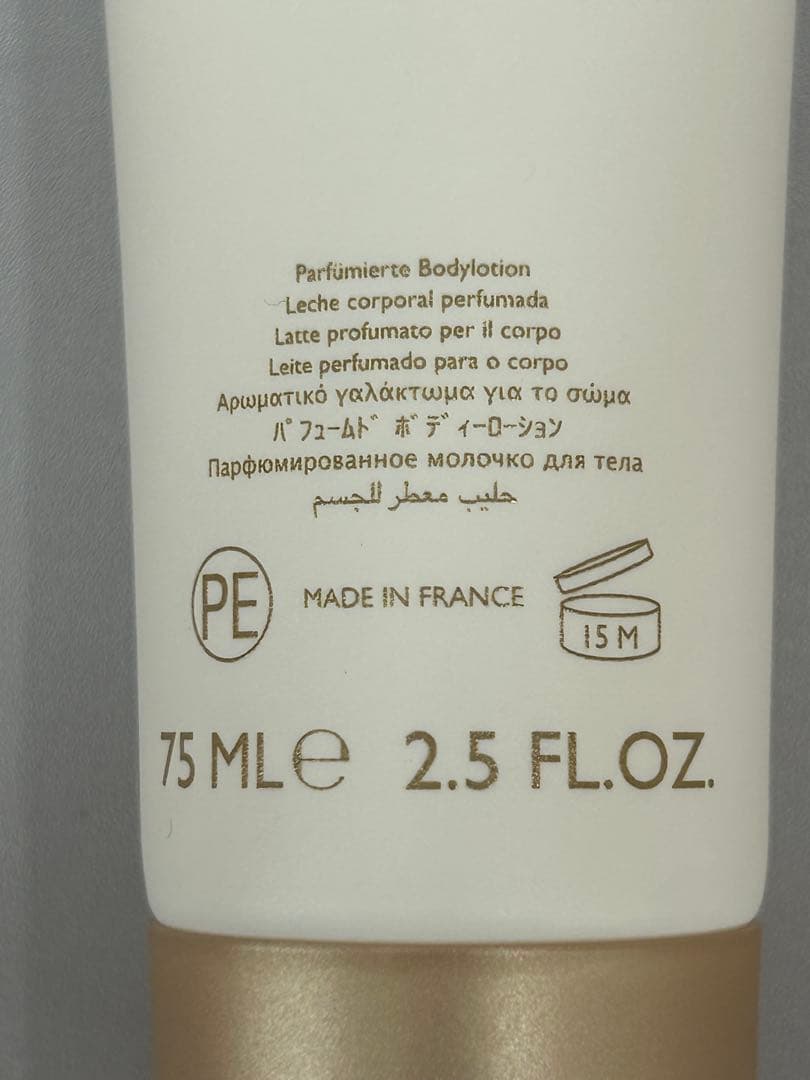 Parfümierte Bodylotion
Leche corporal perfumada
Latte profumato per il corpo
Leite perfumado para o corpo
Αρωματικό γαλάκτωμα για το σώμα
ﾊﾟﾌｭｰﾑﾄﾞ ﾎﾞﾃﾞｨｰﾛｰｼｮﾝ
Парфюмированное молочко для тела
حليب معطر للجسم
PE MADE IN FRANCE 15 M
75 ML ℮ 2.5 FL.OZ.